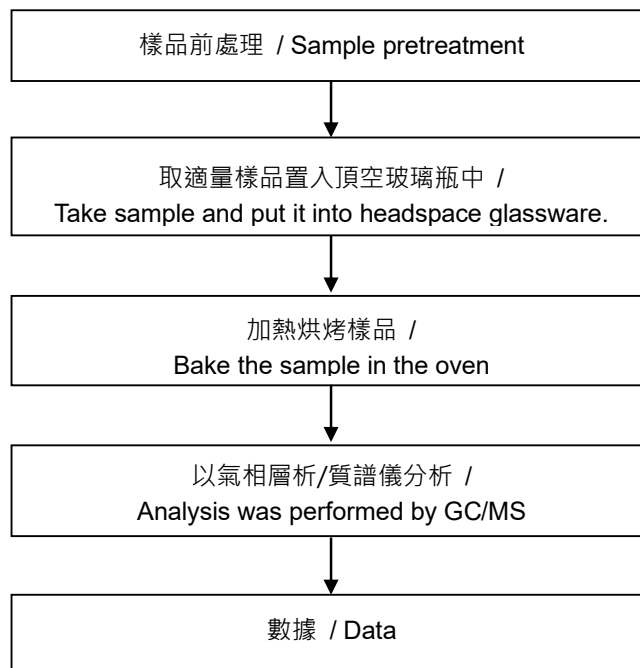 樣品前處理 / Sample pretreatment
取適量樣品置入頂空玻璃瓶中 /
Take sample and put it into headspace glassware.
加熱烘烤樣品 /
Bake the sample in the oven
以氣相層析/質譜儀分析 /
Analysis was performed by GC/MS
數據 / Data